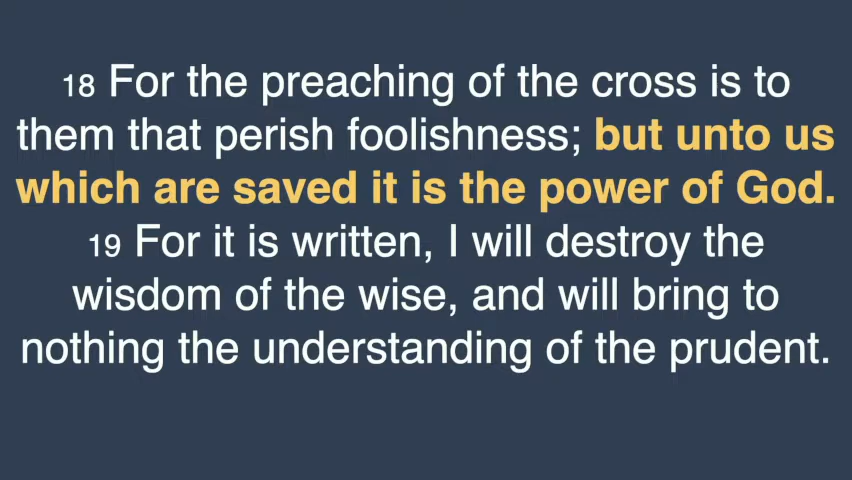 18 For the preaching of the cross is to
them that perish foolishness; but unto us
which are saved it is the power of God.
19 For it is written, I will destroy the
wisdom of the wise, and will bring to
nothing the understanding of the prudent.